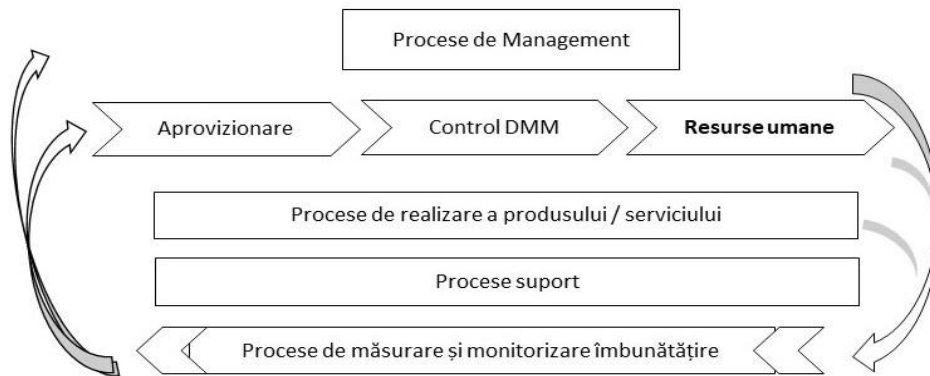 Procese de Management
Aprovizionare
Control DMM
Resurse umane
Procese de realizare a produsului / serviciului
Procese suport
Procese de măsurare și monitorizare îmbunătățire